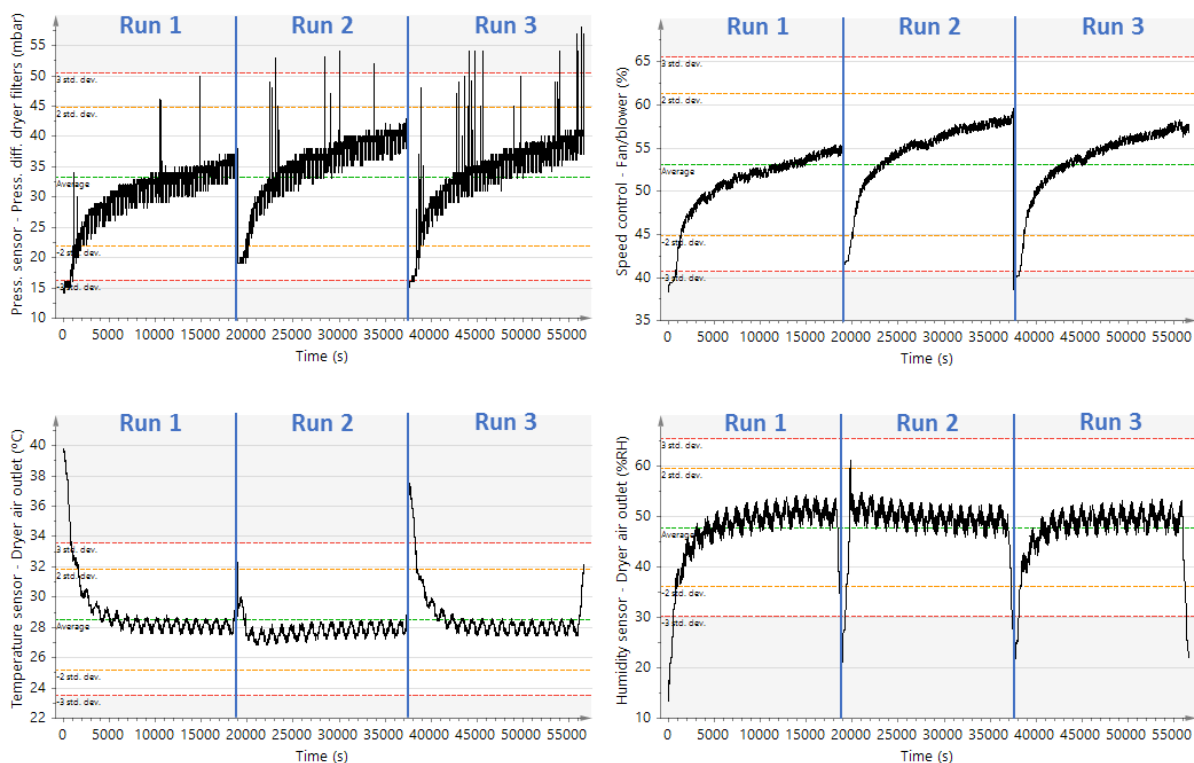 Run 1 Run 2 Run 3
Press. sensor - Press. diff. dryer filters (mbar)
55
50
45
40
35
30
25
20
15
10
3 std. dev.
2 std. dev.
Average
-2 std. dev.
-3 std. dev.
0 5000 10000 15000 20000 25000 30000 35000 40000 45000 50000 55000
Time (s)
Run 1 Run 2 Run 3
Speed control - Fan/blower (%)
65
60
55
50
45
40
35
3 std. dev.
2 std. dev.
Average
-2 std. dev.
-3 std. dev.
0 5000 10000 15000 20000 25000 30000 35000 40000 45000 50000 55000
Time (s)
Run 1 Run 2 Run 3
Temperature sensor - Dryer air outlet (ºC)
40
38
36
34
32
30
28
26
24
22
3 std. dev.
2 std. dev.
Average
-2 std. dev.
-3 std. dev.
0 5000 10000 15000 20000 25000 30000 35000 40000 45000 50000 55000
Time (s)
Run 1 Run 2 Run 3
Humidity sensor - Dryer air outlet (%RH)
60
50
40
30
20
10
3 std. dev.
2 std. dev.
Average
-2 std. dev.
-3 std. dev.
0 5000 10000 15000 20000 25000 30000 35000 40000 45000 50000 55000
Time (s)